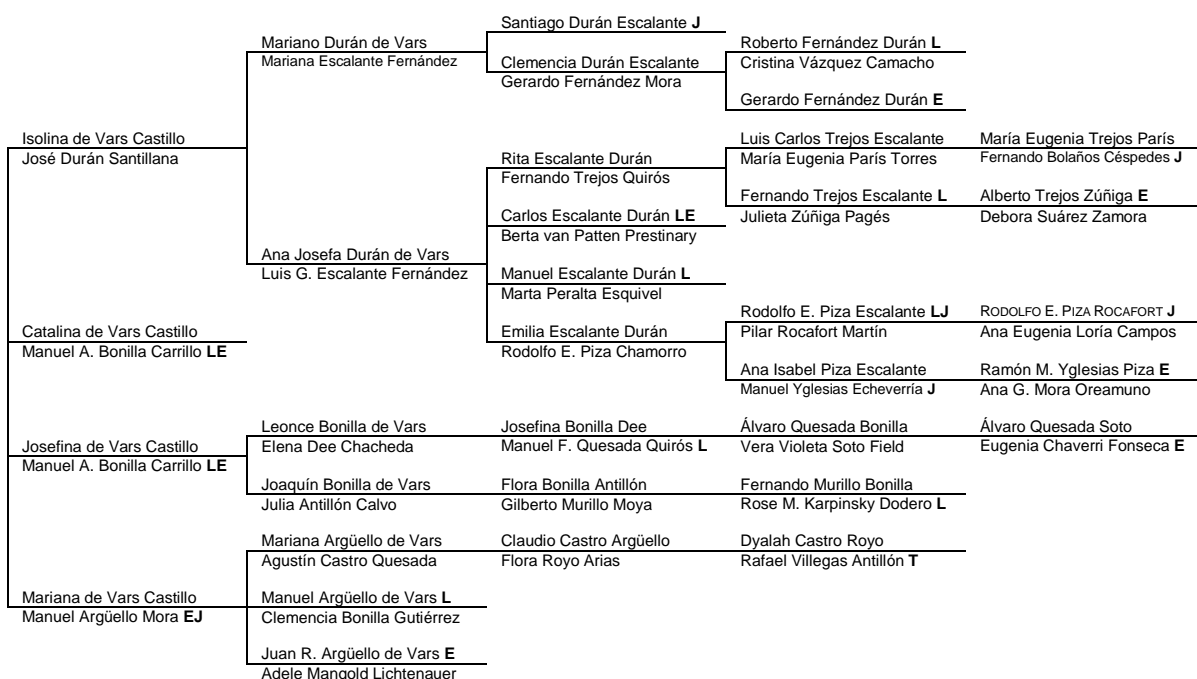 Santiago Durán Escalante J
Mariano Durán de Vars
Mariana Escalante Fernández
Clemencia Durán Escalante
Gerardo Fernández Mora
Roberto Fernández Durán L
Cristina Vázquez Camacho
Gerardo Fernández Durán E
Isolina de Vars Castillo
José Durán Santillana
Rita Escalante Durán
Fernando Trejos Quirós
Luis Carlos Trejos Escalante
María Eugenia París Torres
María Eugenia Trejos París
Fernando Bolaños Céspedes J
Fernando Trejos Escalante L
Julieta Zúñiga Pagés
Alberto Trejos Zúñiga E
Debora Suárez Zamora
Carlos Escalante Durán LE
Berta van Patten Prestinary
Ana Josefa Durán de Vars
Luis G. Escalante Fernández
Manuel Escalante Durán L
Marta Peralta Esquivel
Emilia Escalante Durán
Rodolfo E. Piza Chamorro
Rodolfo E. Piza Escalante LJ
Pilar Rocafort Martín
RODOLFO E. PIZA ROCAFORT J
Ana Eugenia Loría Campos
Ana Isabel Piza Escalante
Manuel Yglesias Echeverría J
Ramón M. Yglesias Piza E
Ana G. Mora Oreamuno
Catalina de Vars Castillo
Manuel A. Bonilla Carrillo LE
Josefina de Vars Castillo
Manuel A. Bonilla Carrillo LE
Leonce Bonilla de Vars
Elena Dee Chacheda
Josefina Bonilla Dee
Manuel F. Quesada Quirós L
Álvaro Quesada Bonilla
Vera Violeta Soto Field
Álvaro Quesada Soto
Eugenia Chaverri Fonseca E
Joaquín Bonilla de Vars
Julia Antillón Calvo
Flora Bonilla Antillón
Gilberto Murillo Moya
Fernando Murillo Bonilla
Rose M. Karpinsky Dodero L
Mariana Argüello de Vars
Agustín Castro Quesada
Claudio Castro Argüello
Flora Royo Arias
Dyalah Castro Royo
Rafael Villegas Antillón T
Mariana de Vars Castillo
Manuel Argüello Mora EJ
Manuel Argüello de Vars L
Clemencia Bonilla Gutiérrez
Juan R. Argüello de Vars E
Adele Mangold Lichtenauer